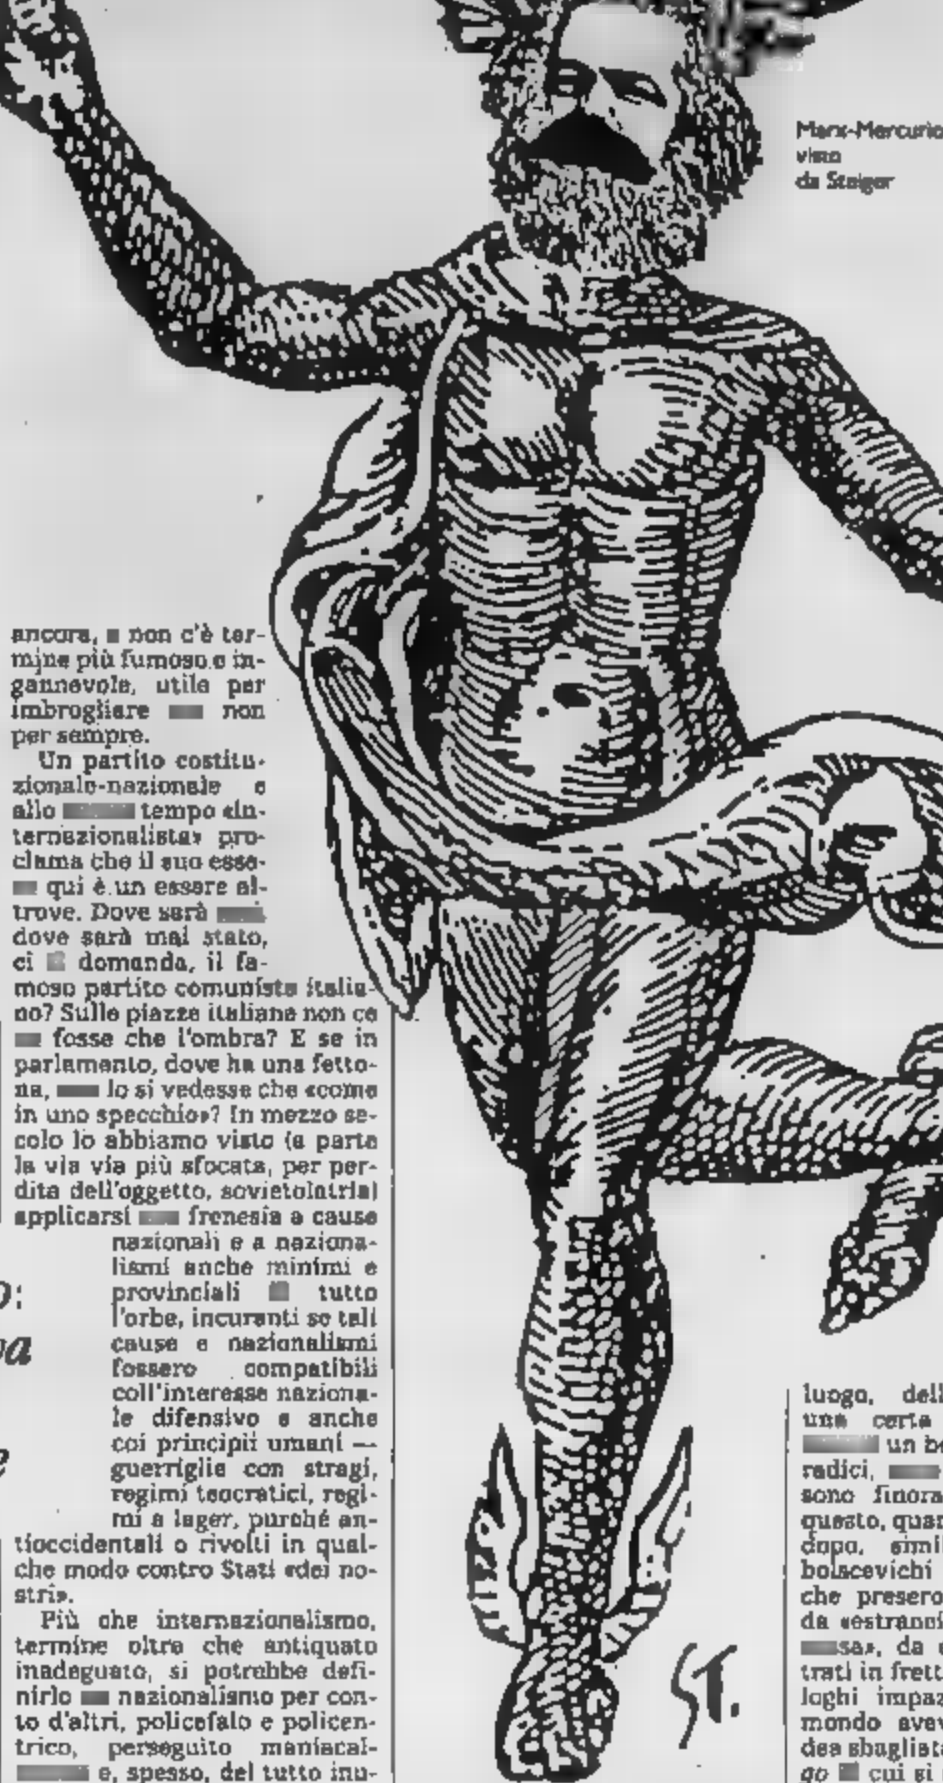 Marx-Mercurio
visto
da Steiger
ancora, e non c'è ter-
mine più fumoso e in-
gannevole, utile per
imbrogliare non
per sempre.
Un partito costitu-
zionale-nazionale e
allo tempo «in-
ternazionalista» pro-
clama che il suo esse-
qui è un essere al-
trove. Dove sarà
dove sarà mai stato,
ci domanda, il fa-
moso partito comunista italia-
no? Sulle piazze italiane non ce
fosse che l'ombra? E se in
parlamento, dove ha una fetto-
na, lo si vedesse che «come
in uno specchio»? In mezzo se-
colo lo abbiamo visto (a parte
la via via più sfocata, per per-
dita dell'oggetto, sovietolatria)
applicarsi frenesia a cause
nazionali e a naziona-
lismi anche minimi e
provinciali tutto
l'orbe, incuranti se tali
cause e nazionalismi
fossero compatibili
coll'interesse naziona-
le difensivo e anche
coi principii umani —
guerriglie con stragi,
regimi teocratici, regi-
mi a lager, purché an-
tioccidentali o rivolti in qual-
che modo contro Stati «dei no-
stri».
Più che internazionalismo,
termine oltre che antiquato
inadeguato, si potrebbe defi-
nirlo nazionalismo per con-
to d'altri, policefalo e policen-
trico, perseguito maniacal-
e, spesso, del tutto inu-
o:
va
e
ST.
luogo, dell
una certa
un be
radici,
sono finora
questo, quan
dopo, simil
bolscevichi
che presero
da «estranei
sa», da
trati in frett
loghi impaz
mondo avev
dea sbagliat
go cui si